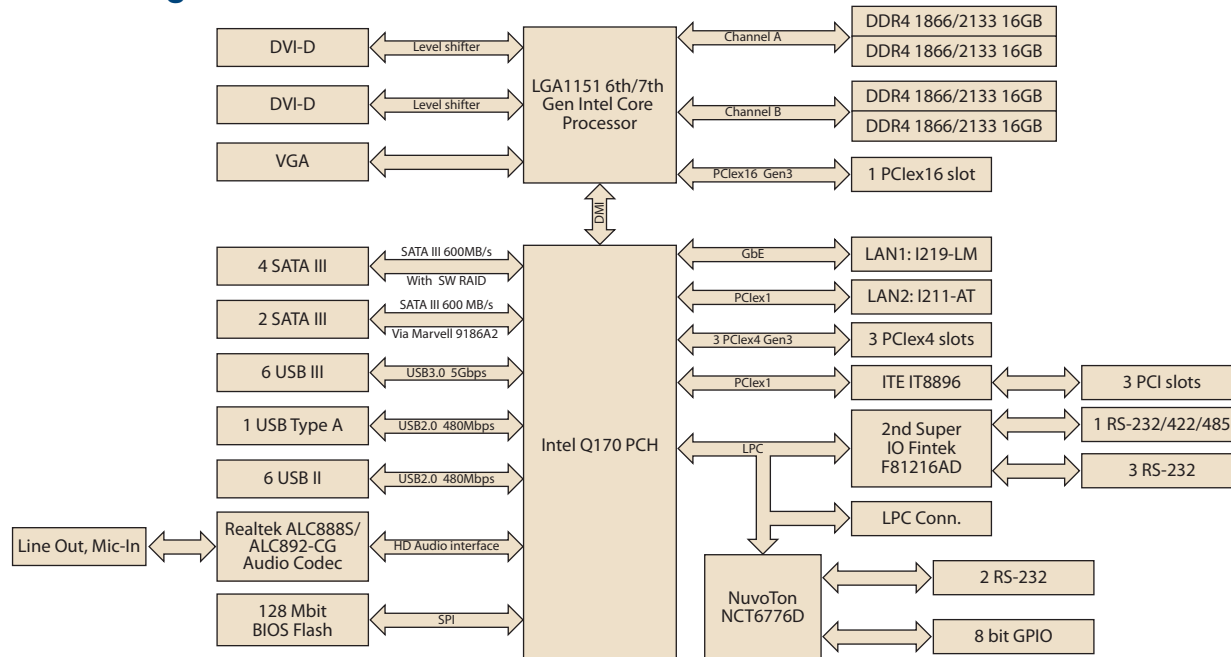 DVI-D
Level shifter
DVI-D
Level shifter
VGA
LGA1151 6th/7th
Gen Intel Core
Processor
Channel A
DDR4 1866/2133 16GB
DDR4 1866/2133 16GB
Channel B
DDR4 1866/2133 16GB
DDR4 1866/2133 16GB
PCIex16 Gen3
1 PCIex16 slot
DMI
4 SATA III
SATA III 600MB/s
With SW RAID
2 SATA III
SATA III 600 MB/s
Via Marvell 9186A2
6 USB III
USB3.0 5Gbps
1 USB Type A
USB2.0 480Mbps
6 USB II
USB2.0 480Mbps
Line Out, Mic-In
Realtek ALC888S/
ALC892-CG
Audio Codec
HD Audio interface
128 Mbit
BIOS Flash
SPI
Intel Q170 PCH
GbE
LAN1: I219-LM
PCIex1
LAN2: I211-AT
3 PCIex4 Gen3
3 PCIex4 slots
PCIex1
ITE IT8896
3 PCI slots
LPC
2nd Super
IO Fintek
F81216AD
1 RS-232/422/485
3 RS-232
LPC Conn.
NuvoTon
NCT6776D
2 RS-232
8 bit GPIO